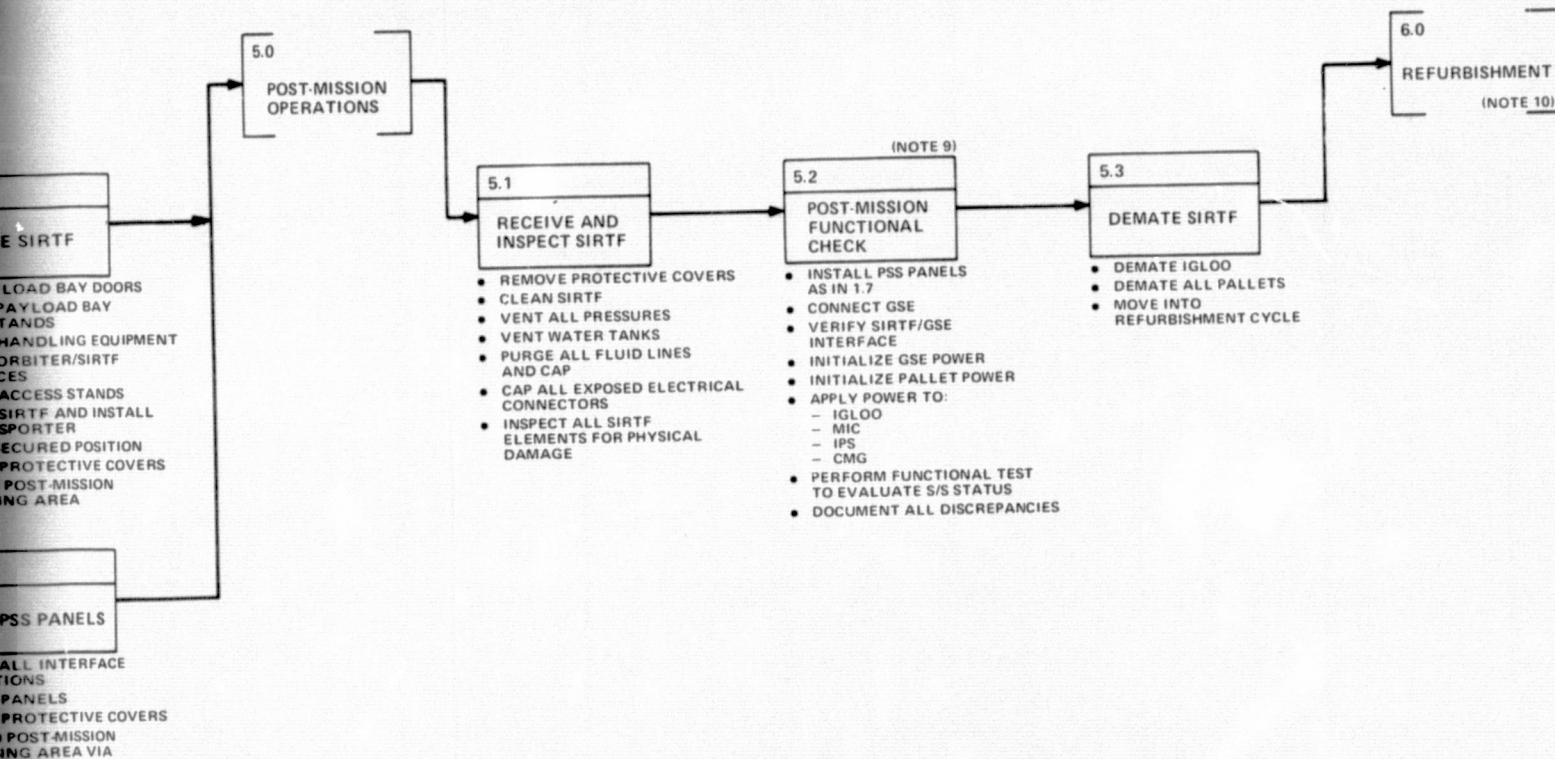 5.0
POST-MISSION
OPERATIONS
6.0
REFURBISHMENT
(NOTE 10)
5.1
RECEIVE AND
INSPECT SIRTF
• REMOVE PROTECTIVE COVERS
• CLEAN SIRTF
• VENT ALL PRESSURES
• VENT WATER TANKS
• PURGE ALL FLUID LINES
AND CAP
• CAP ALL EXPOSED ELECTRICAL
CONNECTORS
• INSPECT ALL SIRTF
ELEMENTS FOR PHYSICAL
DAMAGE
(NOTE 9)
5.2
POST-MISSION
FUNCTIONAL
CHECK
• INSTALL PSS PANELS
AS IN 1.7
• CONNECT GSE
• VERIFY SIRTF/GSE
INTERFACE
• INITIALIZE GSE POWER
• INITIALIZE PALLET POWER
• APPLY POWER TO:
– IGLOO
– MIC
– IPS
– CMG
• PERFORM FUNCTIONAL TEST
TO EVALUATE S/S STATUS
• DOCUMENT ALL DISCREPANCIES
5.3
DEMATE SIRTF
• DEMATE IGLOO
• DEMATE ALL PALLETS
• MOVE INTO
REFURBISHMENT CYCLE
E SIRTF
LOAD BAY DOORS
PAYLOAD BAY
TANDS
HANDLING EQUIPMENT
ORBITER/SIRTF
CES
ACCESS STANDS
SIRTF AND INSTALL
SPORTER
ECURED POSITION
PROTECTIVE COVERS
POST-MISSION
ING AREA
PSS PANELS
ALL INTERFACE
TIONS
PANELS
PROTECTIVE COVERS
POST-MISSION
ING AREA VIA